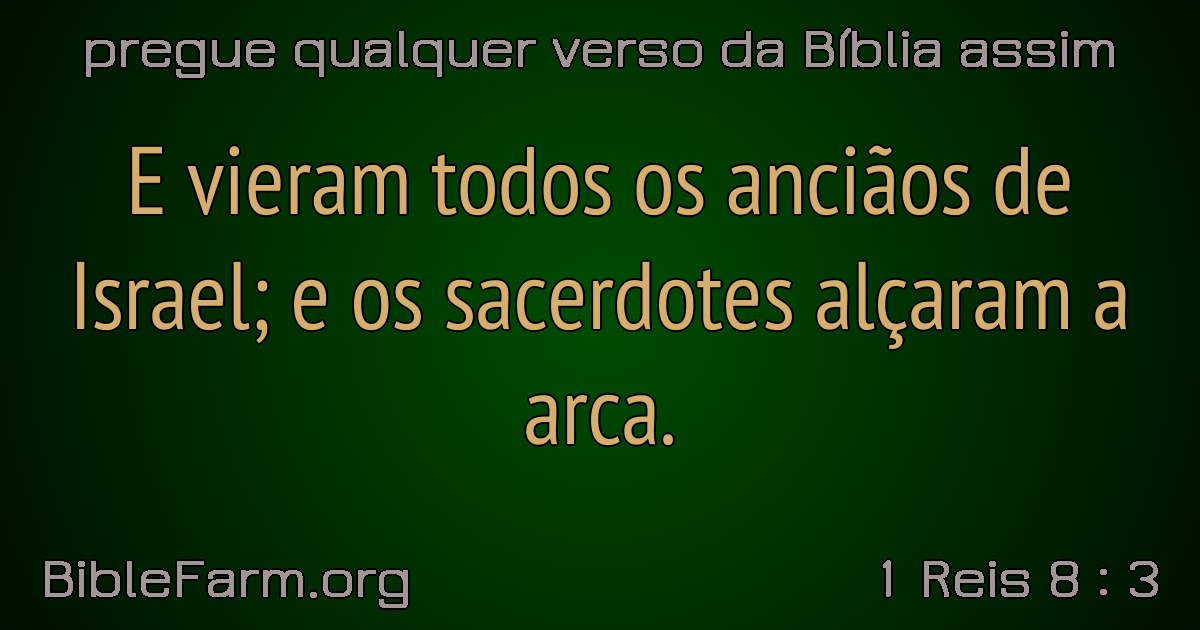 pregue qualquer verso da Bíblia assim
E vieram todos os anciãos de
Israel; e os sacerdotes alçaram a
arca.
BibleFarm.org
1 Reis 8 : 3